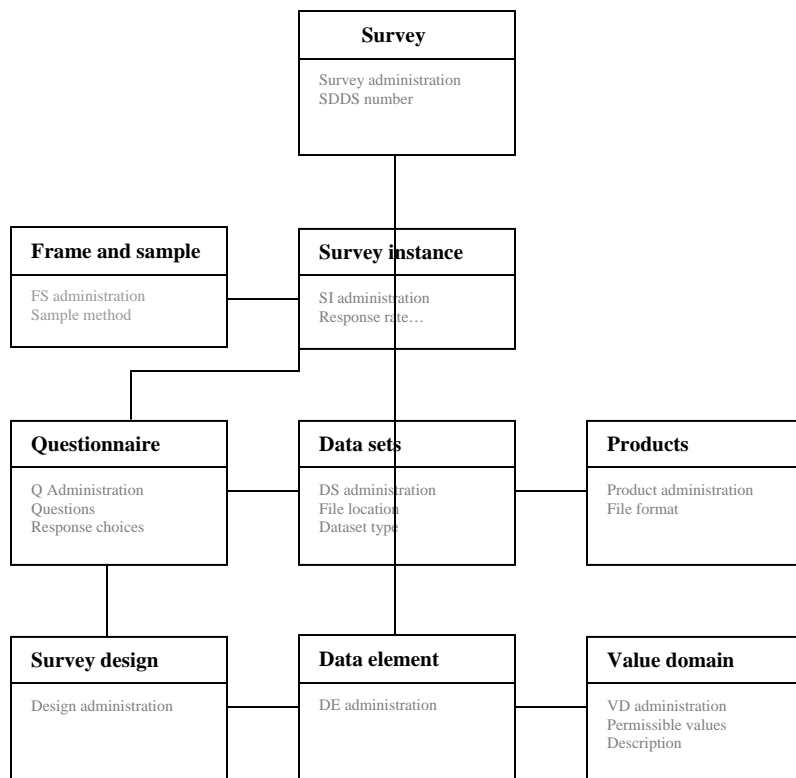 Survey
Survey administration
SDDS number
Frame and sample
FS administration
Sample method
Survey instance
SI administration
Response rate…
Questionnaire
Q Administration
Questions
Response choices
Data sets
DS administration
File location
Dataset type
Products
Product administration
File format
Survey design
Design administration
Data element
DE administration
Value domain
VD administration
Permissible values
Description